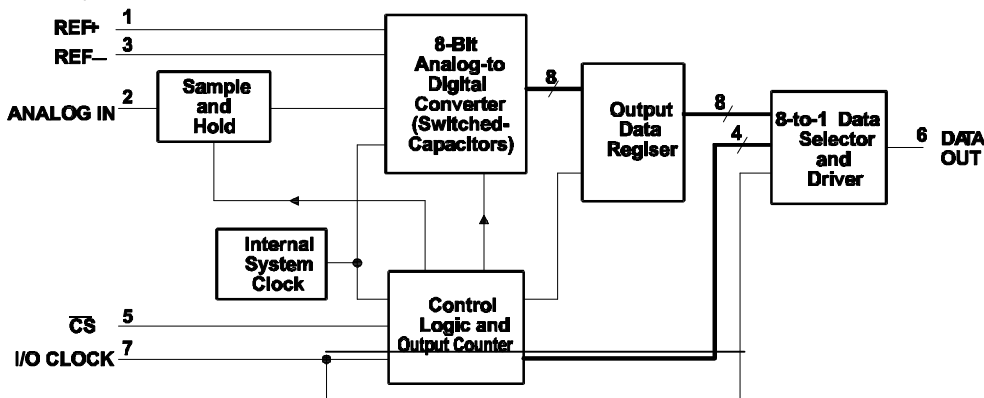 REF+ 1
REF— 3
ANALOG IN 2
Sample
and
Hold
8-Bit
Analog-to
Digital
Converter
(Switched-
Capacitors)
8
Output
Data
Regiser
8
4
8-to-1 Data
Selector
and
Driver
6 DATA
OUT
Internal
System
Clock
Control
Logic and
Output Counter
CS 5
I/O CLOCK 7